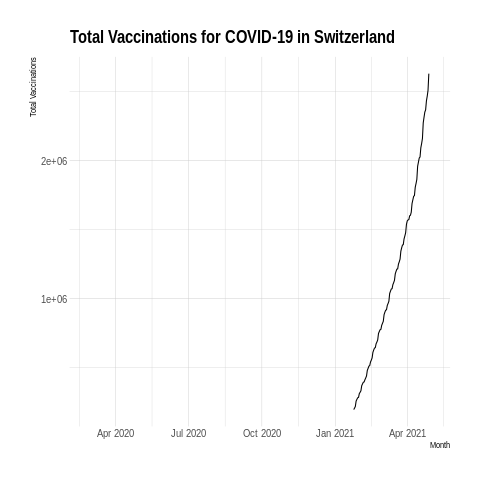 Total Vaccinations for COVID-19 in Switzerland
Total Vaccinations
2e+06
1e+06
Apr 2020 Jul 2020 Oct 2020 Jan 2021 Apr 2021
Month